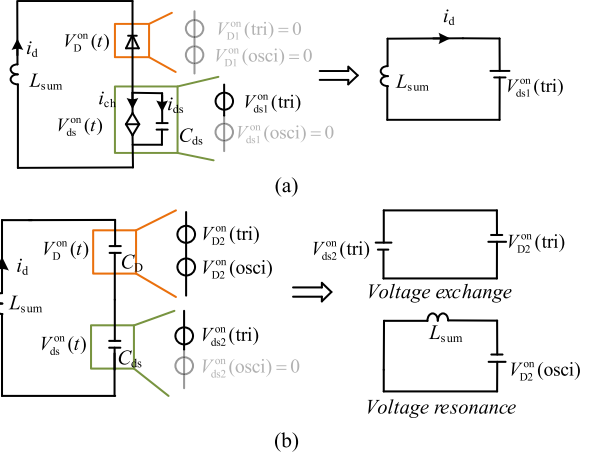 i_d
L_sum
V_D^on(t)
V_D1^on(tri) = 0
V_D1^on(osci) = 0
i_ch
i_ds
V_ds^on(t)
C_ds
V_ds1^on(tri)
V_ds1^on(osci) = 0
i_d
L_sum
V_ds1^on(tri)
(a)
V_D^on(t)
C_D
i_d
L_sum
V_ds^on(t)
C_ds
V_D2^on(tri)
V_D2^on(osci)
V_ds2^on(tri)
V_ds2^on(osci) = 0
V_ds2^on(tri)
V_D2^on(tri)
Voltage exchange
L_sum
V_D2^on(osci)
Voltage resonance
(b)